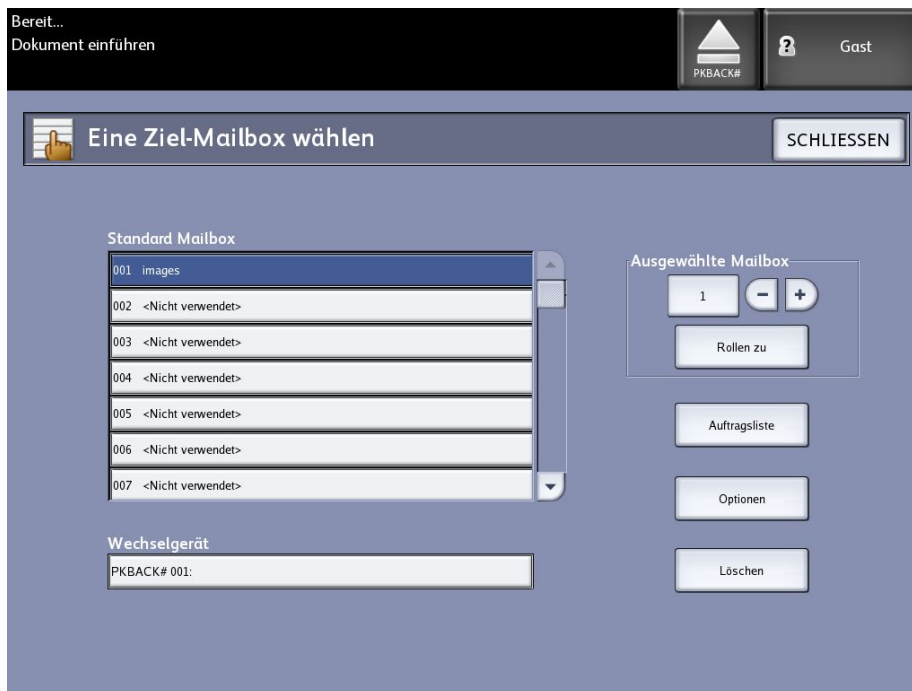 Bereit...
Dokument einführen
PKBACK#
Gast
Eine Ziel-Mailbox wählen
SCHLIESSEN
Standard Mailbox
001 images
002 <Nicht verwendet>
003 <Nicht verwendet>
004 <Nicht verwendet>
005 <Nicht verwendet>
006 <Nicht verwendet>
007 <Nicht verwendet>
Wechselgerät
PKBACK# 001:
Ausgewählte Mailbox
1 - +
Rollen zu
Auftragsliste
Optionen
Löschen